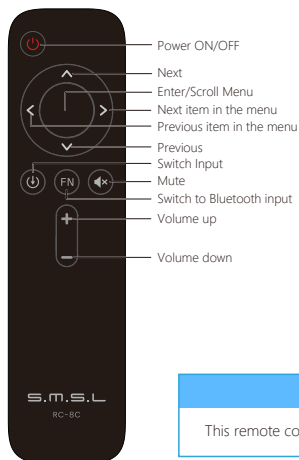 Power ON/OFF
Next
Enter/Scroll Menu
Next item in the menu
Previous item in the menu
Previous
Switch Input
Mute
FN
Switch to Bluetooth input
Volume up
Volume down
S.M.S.L
RC-8C
This remote co